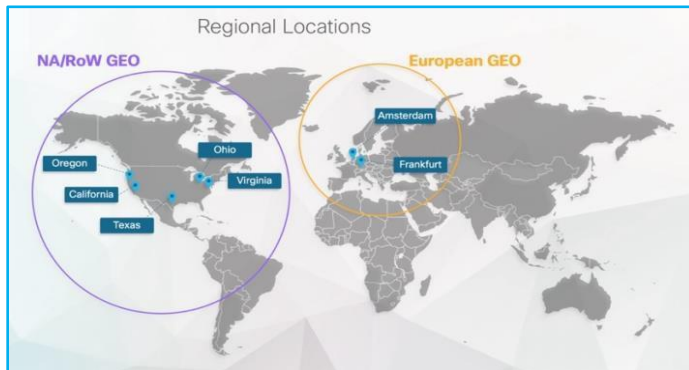 Regional Locations
NA/RoW GEO
European GEO
Amsterdam
Ohio
Oregon
Frankfurt
Virginia
California
Texas